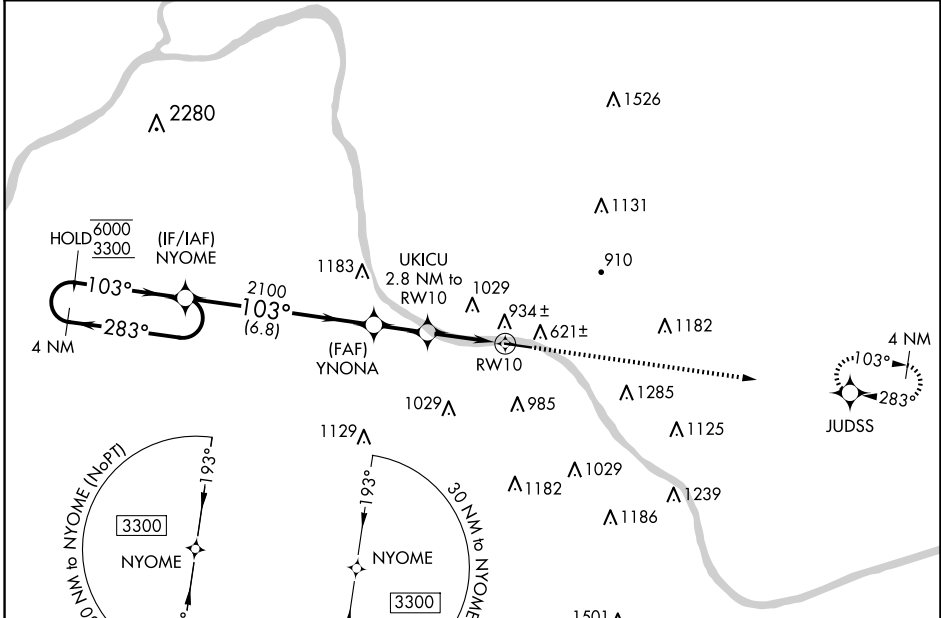 1526
2280
1131
HOLD 6000
3300
(IF/IAF)
NYOME
910
UKICU
2.8 NM to
RW10
1183
103°
2100
103°
(6.8)
1029
934±
621±
1182
283°
4 NM
(FAF)
YNONA
RW10
4 NM
103°
283°
JUDSS
1285
1029
985
1129
1125
1029
1182
1239
1186
NYOME (NoPT)
0 NM to
193°
3300
NYOME
193°
30 NM to NYOME
NYOME
3300
1501